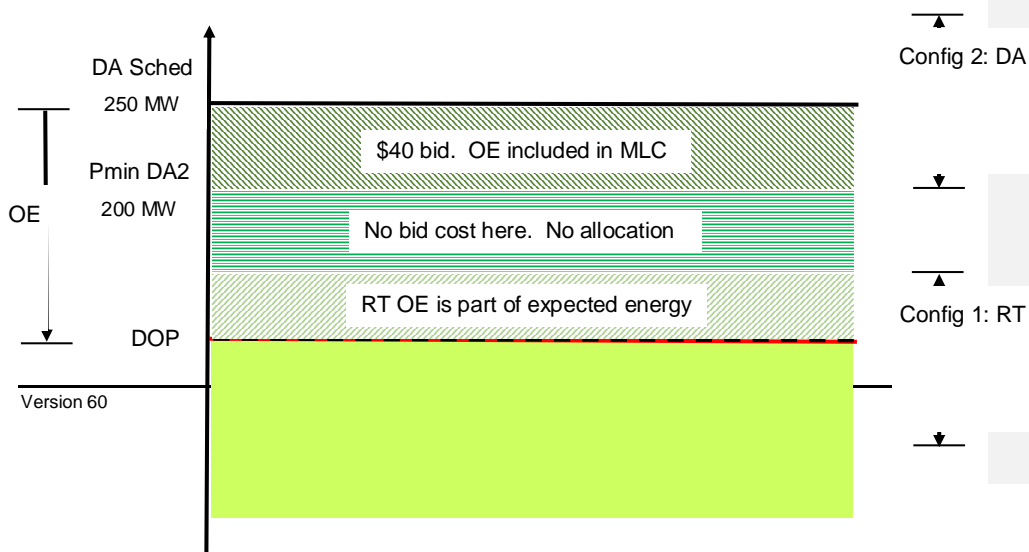 DA Sched
250 MW
Config 2: DA
$40 bid.  OE included in MLC
Pmin DA2
200 MW
OE
No bid cost here.  No allocation
RT OE is part of expected energy
Config 1: RT
DOP
Version 60